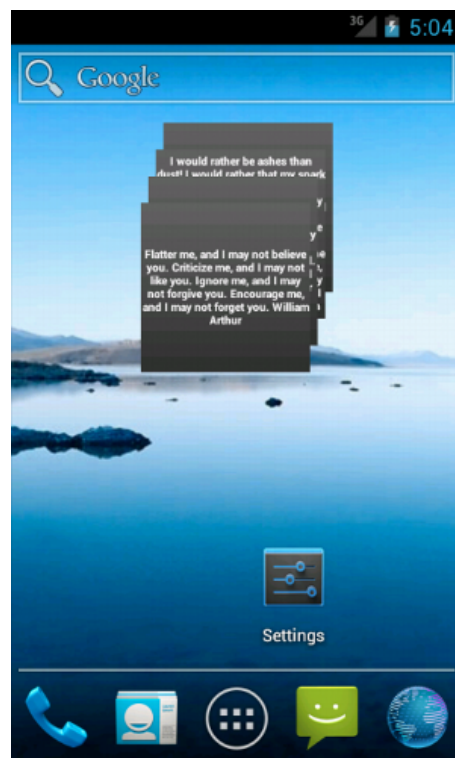 3G 5:04
Google
I would rather be ashes than
dust! I would rather that my spark
Flatter me, and I may not believe
you. Criticize me, and I may not
like you. Ignore me, and I may
not forgive you. Encourage me,
and I may not forget you. William
Arthur
Settings